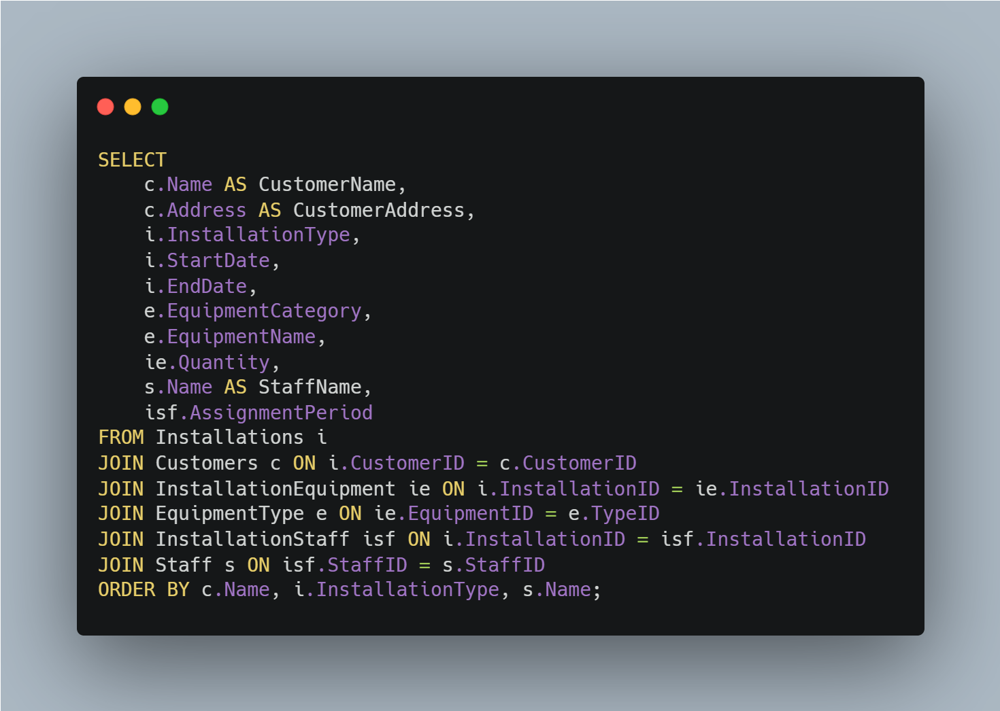 SELECT
    c.Name AS CustomerName,
    c.Address AS CustomerAddress,
    i.InstallationType,
    i.StartDate,
    i.EndDate,
    e.EquipmentCategory,
    e.EquipmentName,
    ie.Quantity,
    s.Name AS StaffName,
    isf.AssignmentPeriod
FROM Installations i
JOIN Customers c ON i.CustomerID = c.CustomerID
JOIN InstallationEquipment ie ON i.InstallationID = ie.InstallationID
JOIN EquipmentType e ON ie.EquipmentID = e.TypeID
JOIN InstallationStaff isf ON i.InstallationID = isf.InstallationID
JOIN Staff s ON isf.StaffID = s.StaffID
ORDER BY c.Name, i.InstallationType, s.Name;